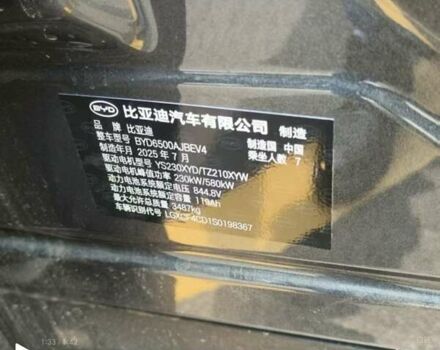 BYD 比亚迪汽车有限公司 制造
品 牌 比亚迪 制造国 中国
整车型号 BYD6500AJBEV4 乘坐人数 7
制造年月 2025 年 7 月
驱动电机型号 YS230XYD/TZ210XYW
驱动电机峰值功率 230kW/580kW
动力电池系统额定电压 844.8V
动力电池系统额定容量 119Ah
最大允许总质量 3487kg
车辆识别代号 LGXCF4CD1S0198367
1:33 / 1:42